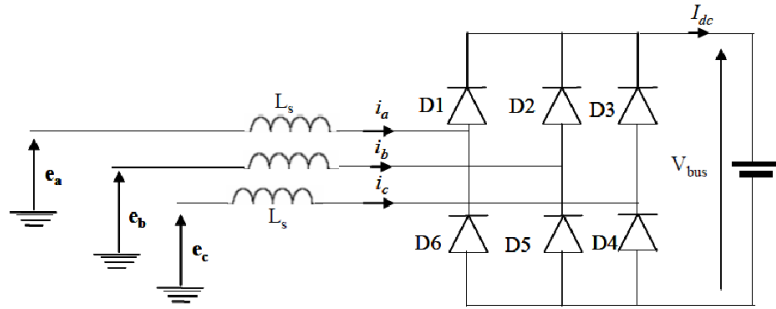 I_dc
D1 D2 D3
L_s
i_a
i_b
i_c
L_s
e_a
e_b
e_c
V_bus
D6 D5 D4